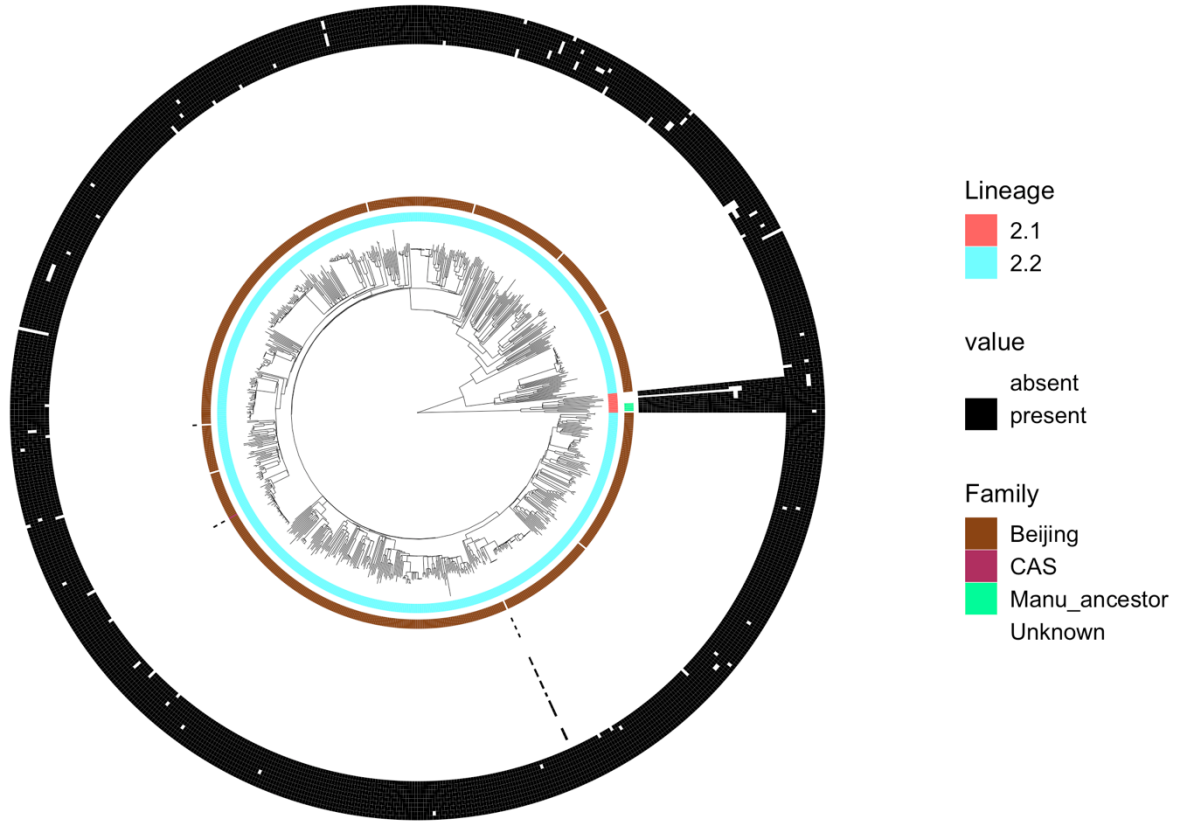 Lineage
2.1
2.2
value
absent
present
Family
Beijing
CAS
Manu_ancestor
Unknown